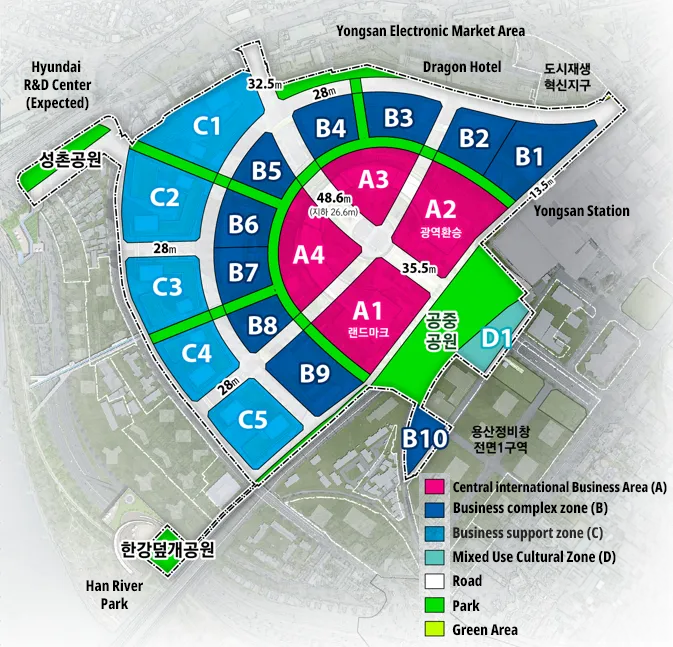 Yongsan Electronic Market Area
Hyundai
R&D Center
(Expected)
Dragon Hotel
도시재생
혁신지구
32.5m
28m
C1
B4
B3
B2
B1
성촌공원
B5
A3
13.5m
C2
48.6m
(지하 26.6m)
A2
광역환승
Yongsan Station
B6
28m
A4
B7
35.5m
C3
A1
랜드마크
공중
공원
D1
B8
C4
28m
B9
C5
B10
용산정비창
전면1구역
Central international Business Area (A)
Business complex zone (B)
Business support zone (C)
Mixed Use Cultural Zone (D)
Road
Park
Green Area
한강덮개공원
Han River
Park